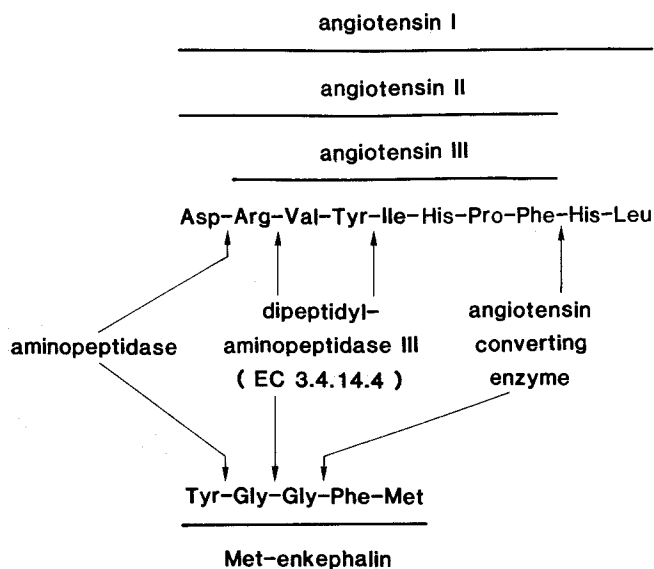 angiotensin I
angiotensin II
angiotensin III
Asp-Arg-Val-Tyr-Ile-His-Pro-Phe-His-Leu
aminopeptidase
dipeptidyl-
aminopeptidase III
( EC 3.4.14.4 )
angiotensin
converting
enzyme
Tyr-Gly-Gly-Phe-Met
Met-enkephalin